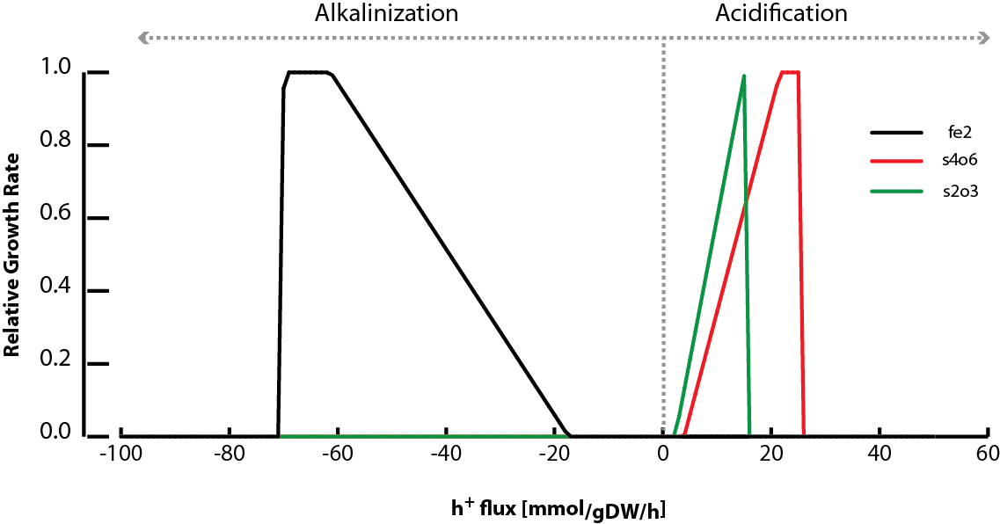 Alkalinization
Acidification
1.0
0.8
0.6
0.4
0.2
0.0
Relative Growth Rate
fe2
s4o6
s2o3
-100 -80 -60 -40 -20 0 20 40 60
h⁺ flux [mmol/gDW/h]